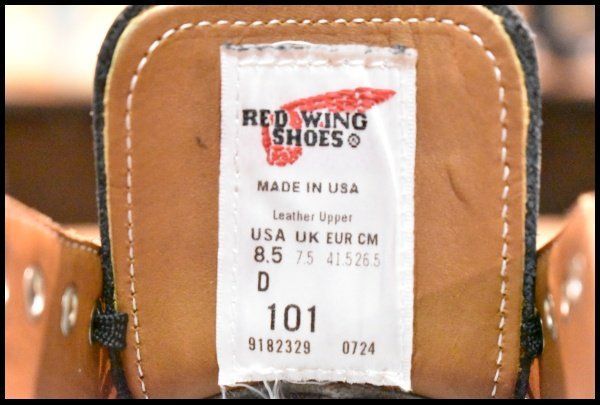 RED WING
SHOES®
MADE IN USA
Leather Upper
USA UK EUR CM
8.5 7.5 41.5 26.5
D
101
9182329 0724